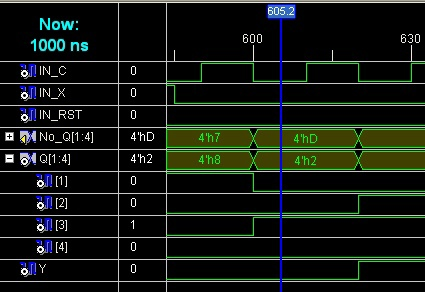 605.2
Now:
1000 ns
600
630
IN_C 0
IN_X 0
IN_RST 0
No_Q[1:4] 4'hD 4'h7 4'hD
Q[1:4] 4'h2 4'h8 4'h2
[1] 0
[2] 0
[3] 1
[4] 0
Y 0